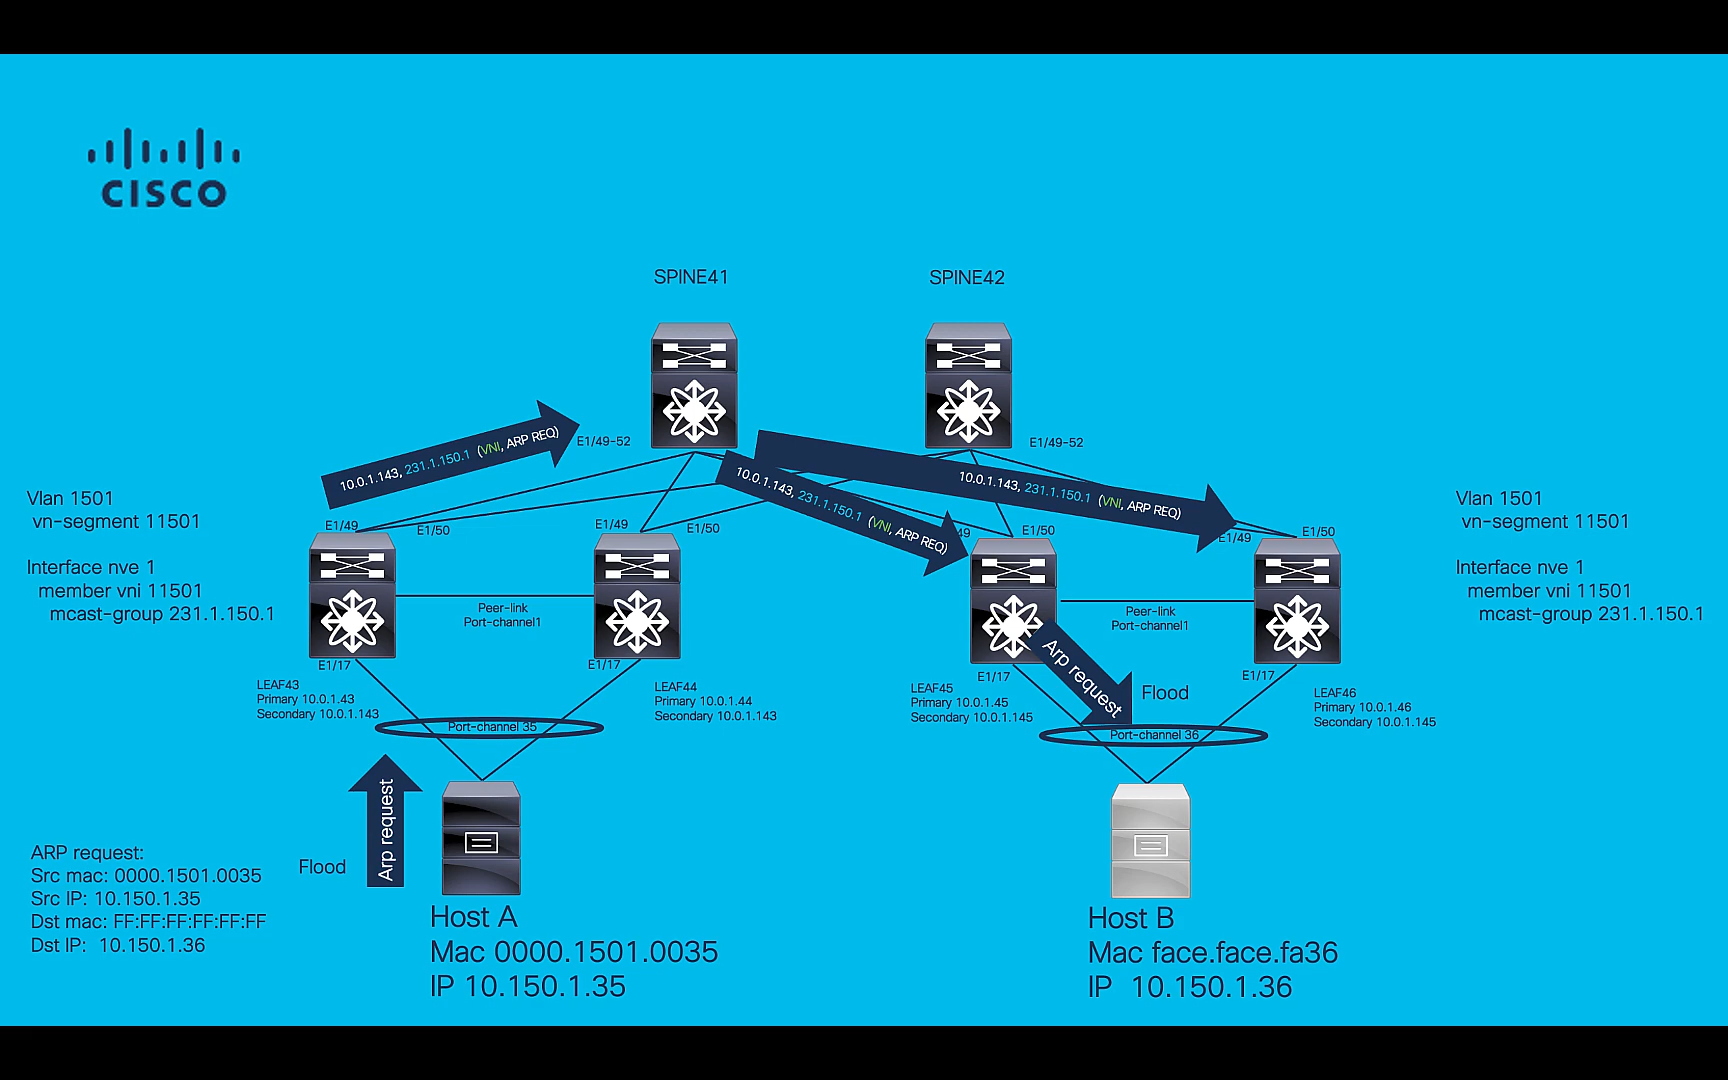 CISCO
SPINE41
SPINE42
E1/49-52
E1/49-52
10.0.1.143, 231.1.150.1 (VNI, ARP REQ)
10.0.1.143, 231.1.150.1 (VNI, ARP REQ)
10.0.1.143, 231.1.150.1 (VNI, ARP REQ)
Vlan 1501
vn-segment 11501
Interface nve 1
member vni 11501
mcast-group 231.1.150.1
Vlan 1501
vn-segment 11501
Interface nve 1
member vni 11501
mcast-group 231.1.150.1
E1/49
E1/50
E1/49
E1/50
49
E1/50
E1/49
E1/50
Peer-link
Port-channel1
Peer-link
Port-channel1
E1/17
E1/17
E1/17
E1/17
LEAF43
Primary 10.0.1.43
Secondary 10.0.1.143
LEAF44
Primary 10.0.1.44
Secondary 10.0.1.143
LEAF45
Primary 10.0.1.45
Secondary 10.0.1.145
LEAF46
Primary 10.0.1.46
Secondary 10.0.1.145
Arp request
Flood
Port-channel 35
Port-channel 36
Arp request
Flood
ARP request:
Src mac: 0000.1501.0035
Src IP: 10.150.1.35
Dst mac: FF:FF:FF:FF:FF:FF
Dst IP: 10.150.1.36
Host A
Mac 0000.1501.0035
IP 10.150.1.35
Host B
Mac face.face.fa36
IP 10.150.1.36